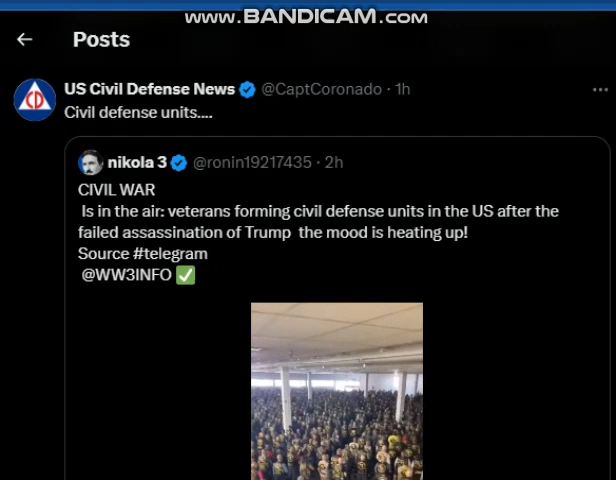 www.BANDICAM.com
Posts
US Civil Defense News @CaptCoronado · 1h
Civil defense units....
nikola 3 @ronin19217435 · 2h
CIVIL WAR
Is in the air: veterans forming civil defense units in the US after the
failed assassination of Trump the mood is heating up!
Source #telegram
@WW3INFO ✅
CD